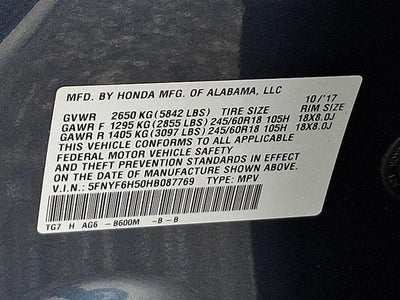 MFD. BY HONDA MFG. OF ALABAMA, LLC 10/'17
GVWR 2650 KG (5842 LBS) TIRE SIZE RIM SIZE
GAWR F 1295 KG (2855 LBS) 245/60R18 105H 18X8.0J
GAWR R 1405 KG (3097 LBS) 245/60R18 105H 18X8.0J
THIS VEHICLE CONFORMS TO ALL APPLICABLE
FEDERAL MOTOR VEHICLE SAFETY
AND THEFT PREVENTION STANDARDS IN EFFECT
ON THE DATE OF MANUFACTURE SHOWN ABOVE.
V.I.N.: 5FNYF6H50HB087769 TYPE: MPV
TG7 H AG6 -B600M -B-B